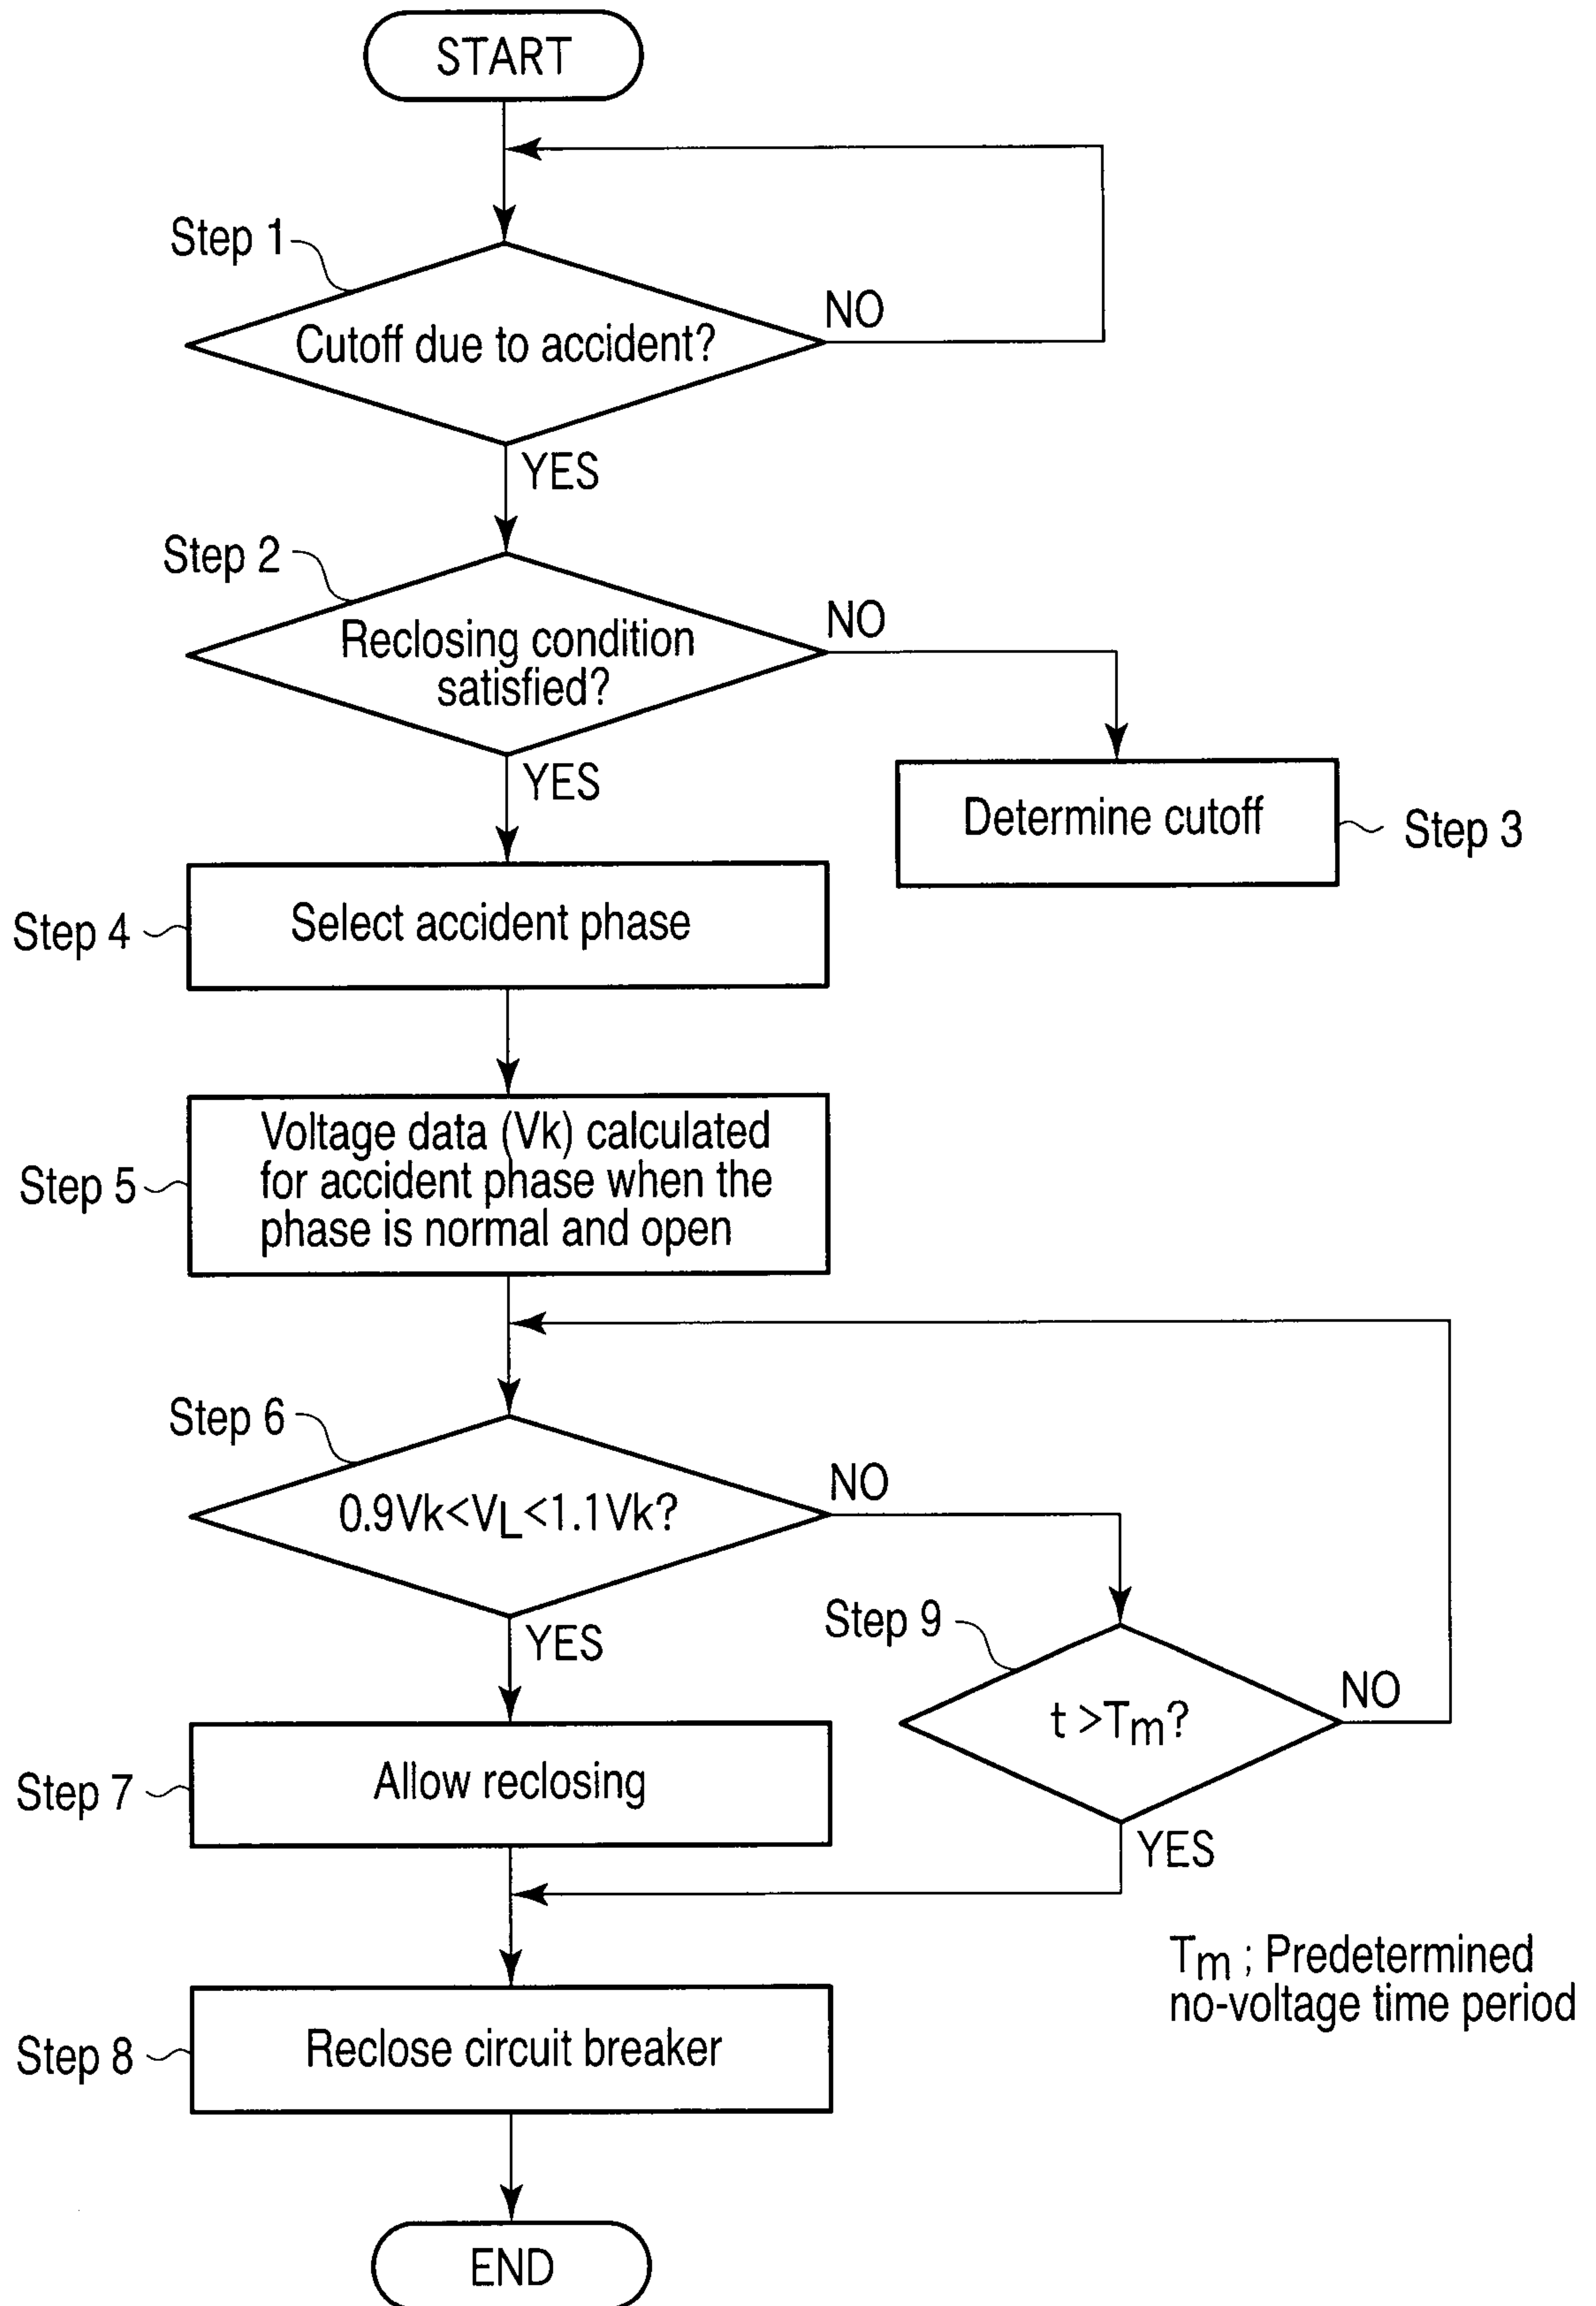 START
Step 1
Cutoff due to accident?
NO
YES
Step 2
Reclosing condition
satisfied?
NO
YES
Determine cutoff
Step 3
Step 4
Select accident phase
Step 5
Voltage data (Vk) calculated
for accident phase when the
phase is normal and open
Step 6
0.9Vk<VL<1.1Vk?
NO
YES
Step 9
t >Tm?
NO
YES
Step 7
Allow reclosing
Tm ; Predetermined
no-voltage time period
Step 8
Reclose circuit breaker
END